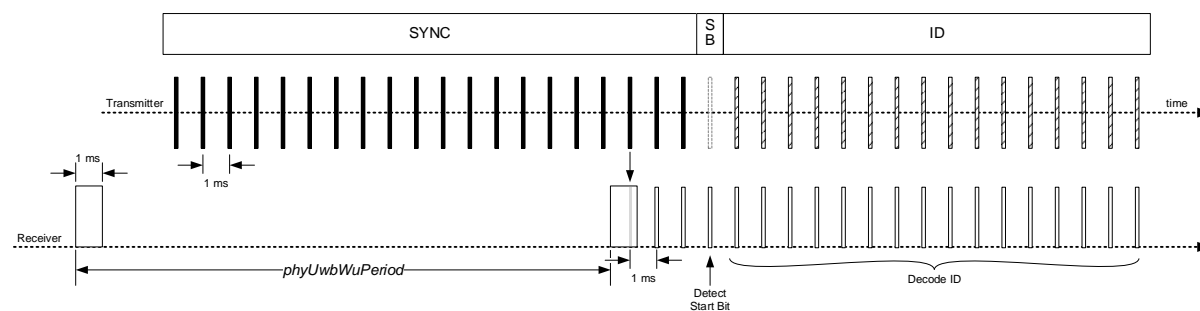 SYNC
S
B
ID
Transmitter
time
1 ms
1 ms
Receiver
phyUwbWuPeriod
1 ms
Detect
Start Bit
Decode ID